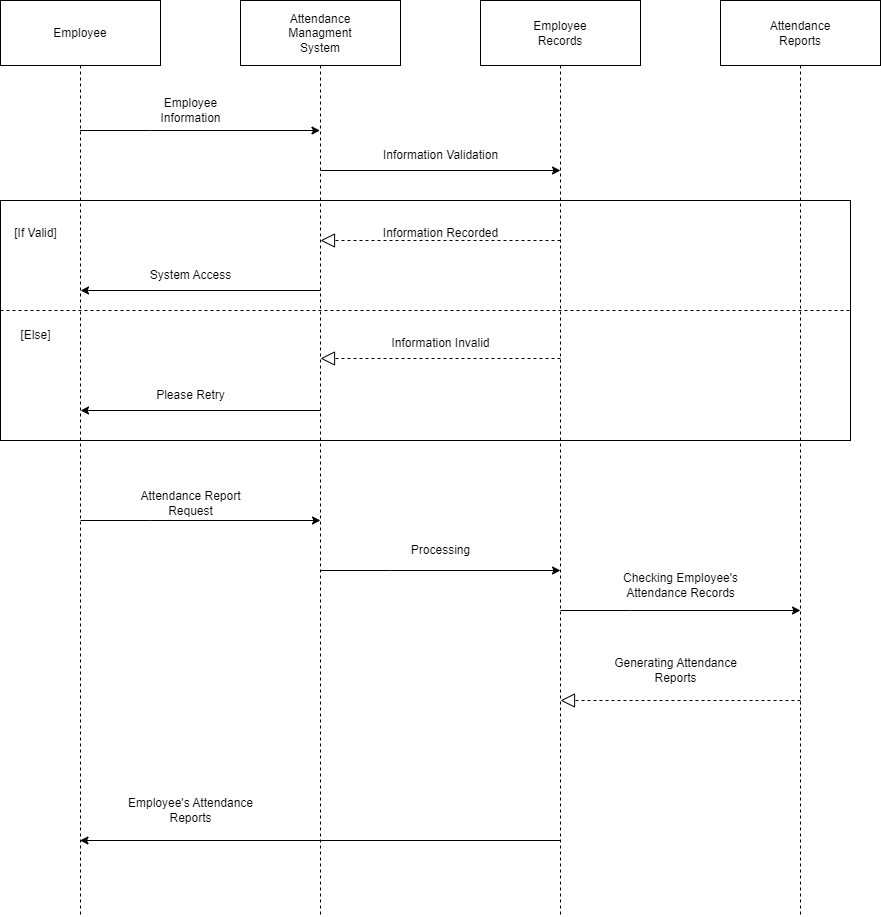 Employee
Attendance
Managment
System
Employee
Records
Attendance
Reports
Employee
Information
Information Validation
[If Valid]
Information Recorded
System Access
[Else]
Information Invalid
Please Retry
Attendance Report
Request
Processing
Checking Employee's
Attendance Records
Generating Attendance
Reports
Employee's Attendance
Reports